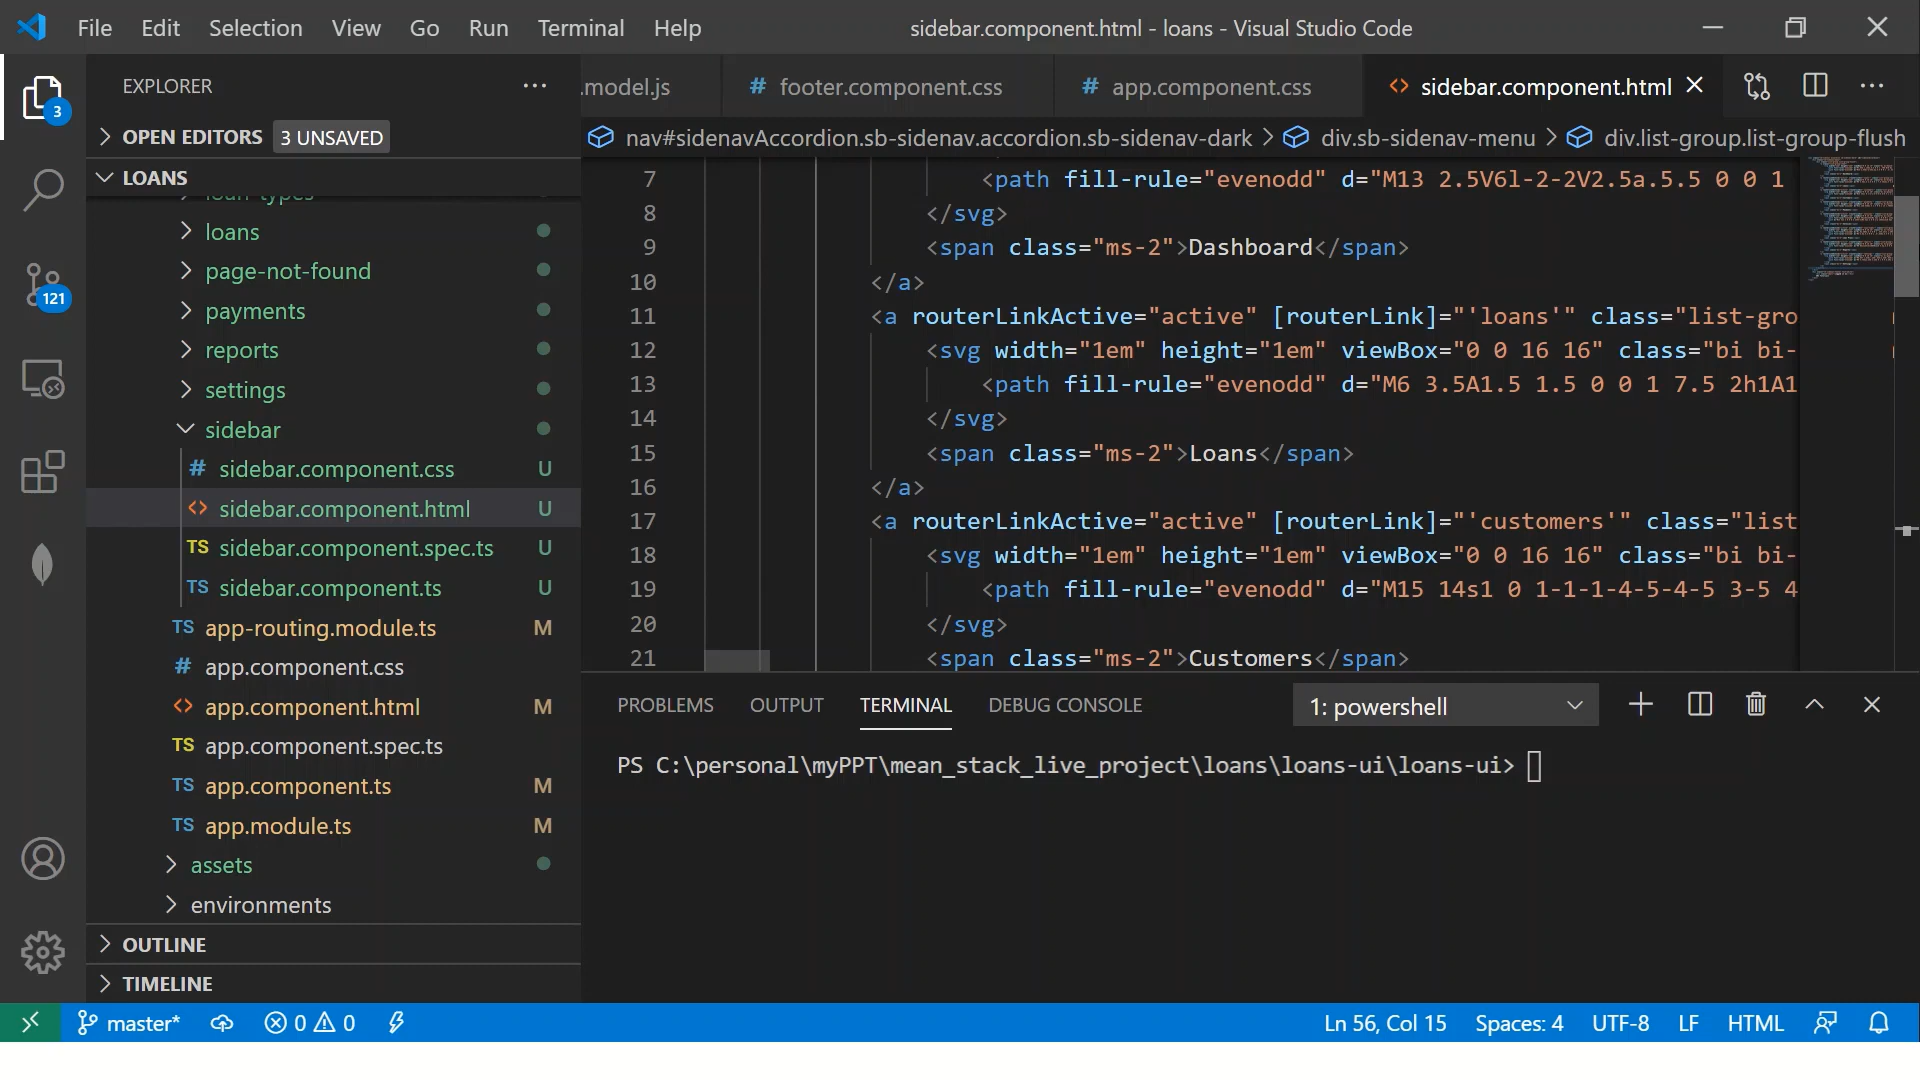 File Edit Selection View Go Run Terminal Help
sidebar.component.html - loans - Visual Studio Code
EXPLORER
3
OPEN EDITORS 3 UNSAVED
LOANS
loan-types
loans
page-not-found
payments
reports
settings
sidebar
# sidebar.component.css U
<> sidebar.component.html U
TS sidebar.component.spec.ts U
TS sidebar.component.ts U
TS app-routing.module.ts M
# app.component.css
<> app.component.html M
TS app.component.spec.ts
TS app.component.ts M
TS app.module.ts M
assets
environments
OUTLINE
TIMELINE
121
.model.js # footer.component.css # app.component.css <> sidebar.component.html
nav#sidenavAccordion.sb-sidenav.accordion.sb-sidenav-dark > div.sb-sidenav-menu > div.list-group.list-group-flush
7 <path fill-rule="evenodd" d="M13 2.5V6l-2-2V2.5a.5.5 0 0 1
8 </svg>
9 <span class="ms-2">Dashboard</span>
10 </a>
11 <a routerLinkActive="active" [routerLink]="'loans'" class="list-gro
12 <svg width="1em" height="1em" viewBox="0 0 16 16" class="bi bi-
13 <path fill-rule="evenodd" d="M6 3.5A1.5 1.5 0 0 1 7.5 2h1A1
14 </svg>
15 <span class="ms-2">Loans</span>
16 </a>
17 <a routerLinkActive="active" [routerLink]="'customers'" class="list
18 <svg width="1em" height="1em" viewBox="0 0 16 16" class="bi bi-
19 <path fill-rule="evenodd" d="M15 14s1 0 1-1-1-4-5-4-5 3-5 4
20 </svg>
21 <span class="ms-2">Customers</span>
PROBLEMS OUTPUT TERMINAL DEBUG CONSOLE 1: powershell
PS C:\personal\myPPT\mean_stack_live_project\loans\loans-ui\loans-ui>
master* 0 0 Ln 56, Col 15 Spaces: 4 UTF-8 LF HTML